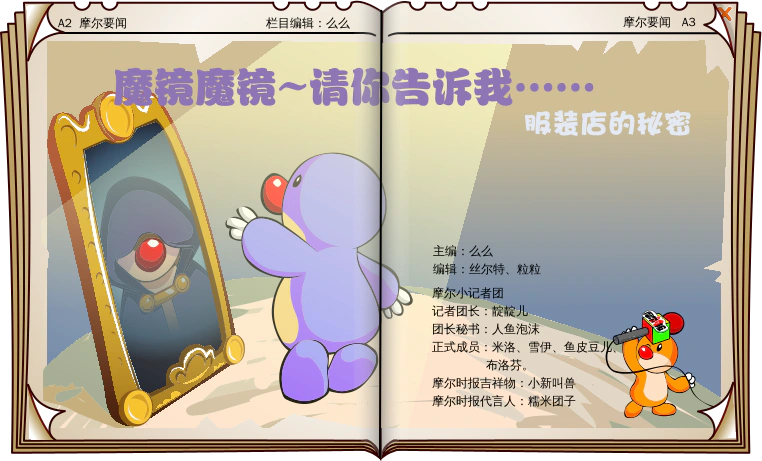 A2 摩尔要闻
栏目编辑：么么
摩尔要闻 A3
魔镜魔镜~请你告诉我······
服装店的秘密
主编：么么
编辑：丝尔特、粒粒
摩尔小记者团
记者团长：靛靛儿
团长秘书：人鱼泡沫
正式成员：米洛、雪伊、鱼皮豆儿、
布洛芬。
摩尔时报吉祥物：小新叫兽
摩尔时报代言人：糯米团子